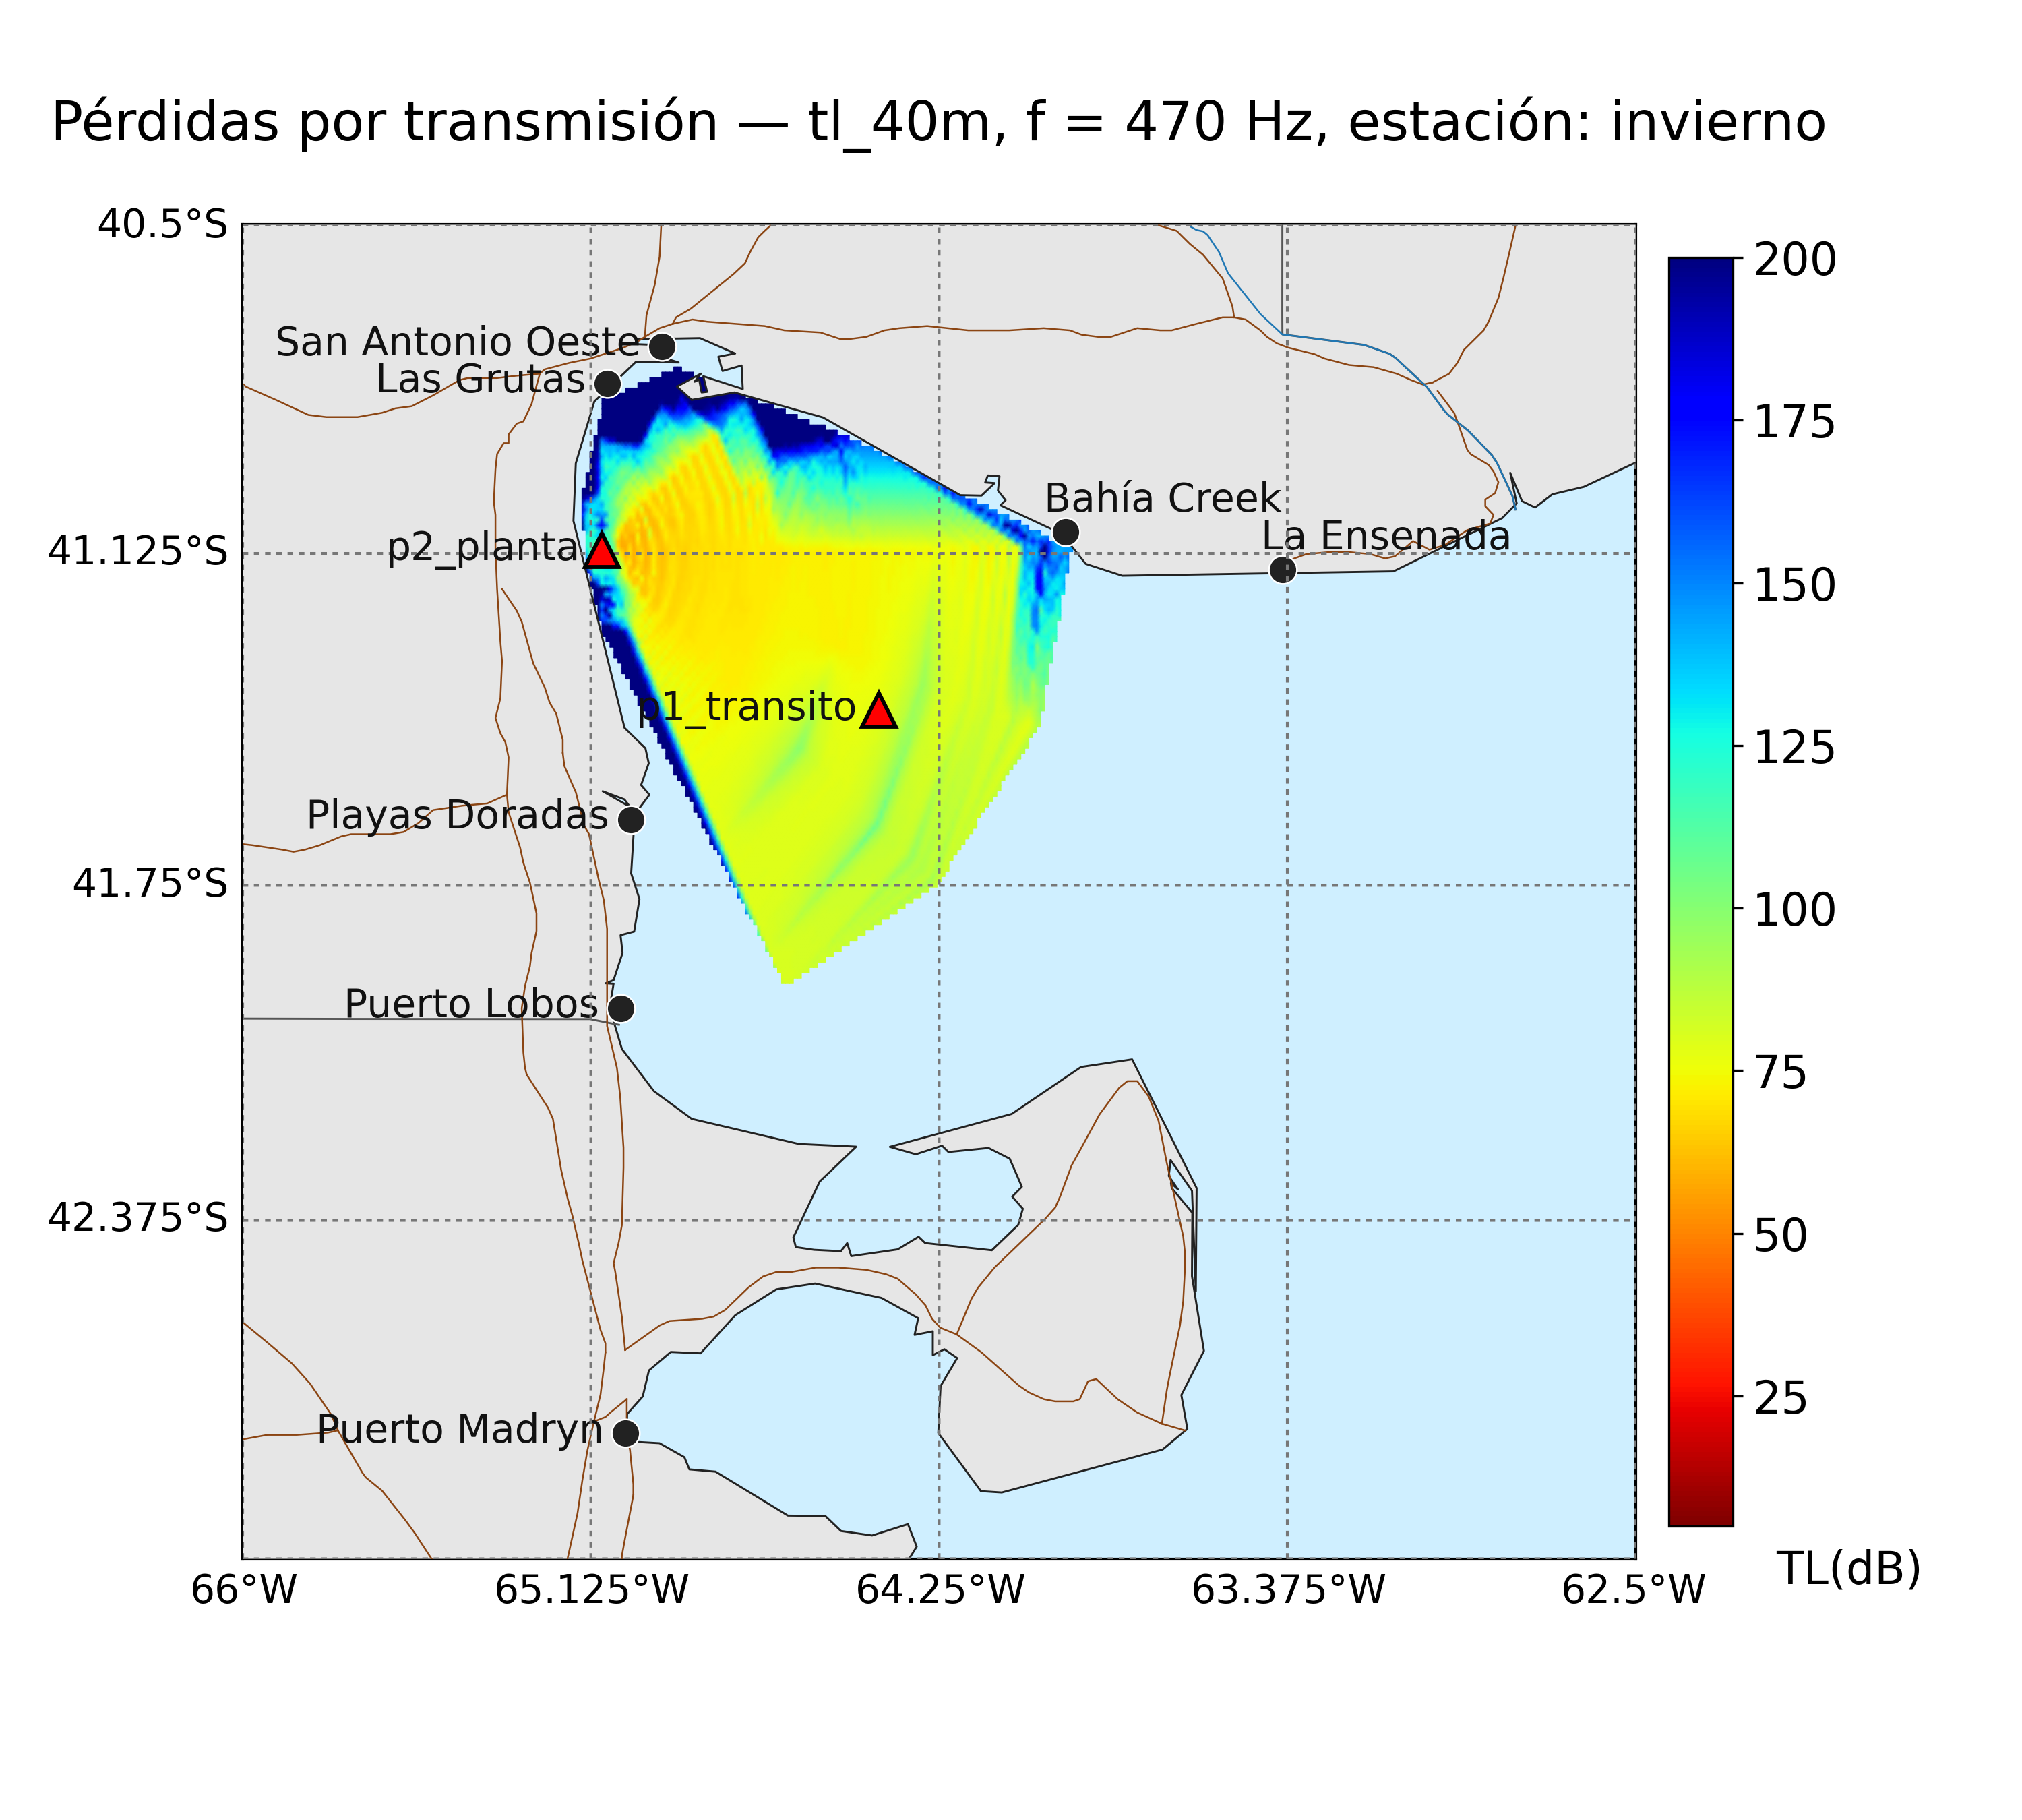 Pérdidas por transmisión — tl_40m, f = 470 Hz, estación: invierno
40.5°S
200
San Antonio Oeste
Las Grutas
175
Bahía Creek
La Ensenada
p2_planta
41.125°S
150
p1_transito
125
Playas Doradas
41.75°S
100
Puerto Lobos
75
42.375°S
50
25
Puerto Madryn
TL(dB)
66°W
65.125°W
64.25°W
63.375°W
62.5°W